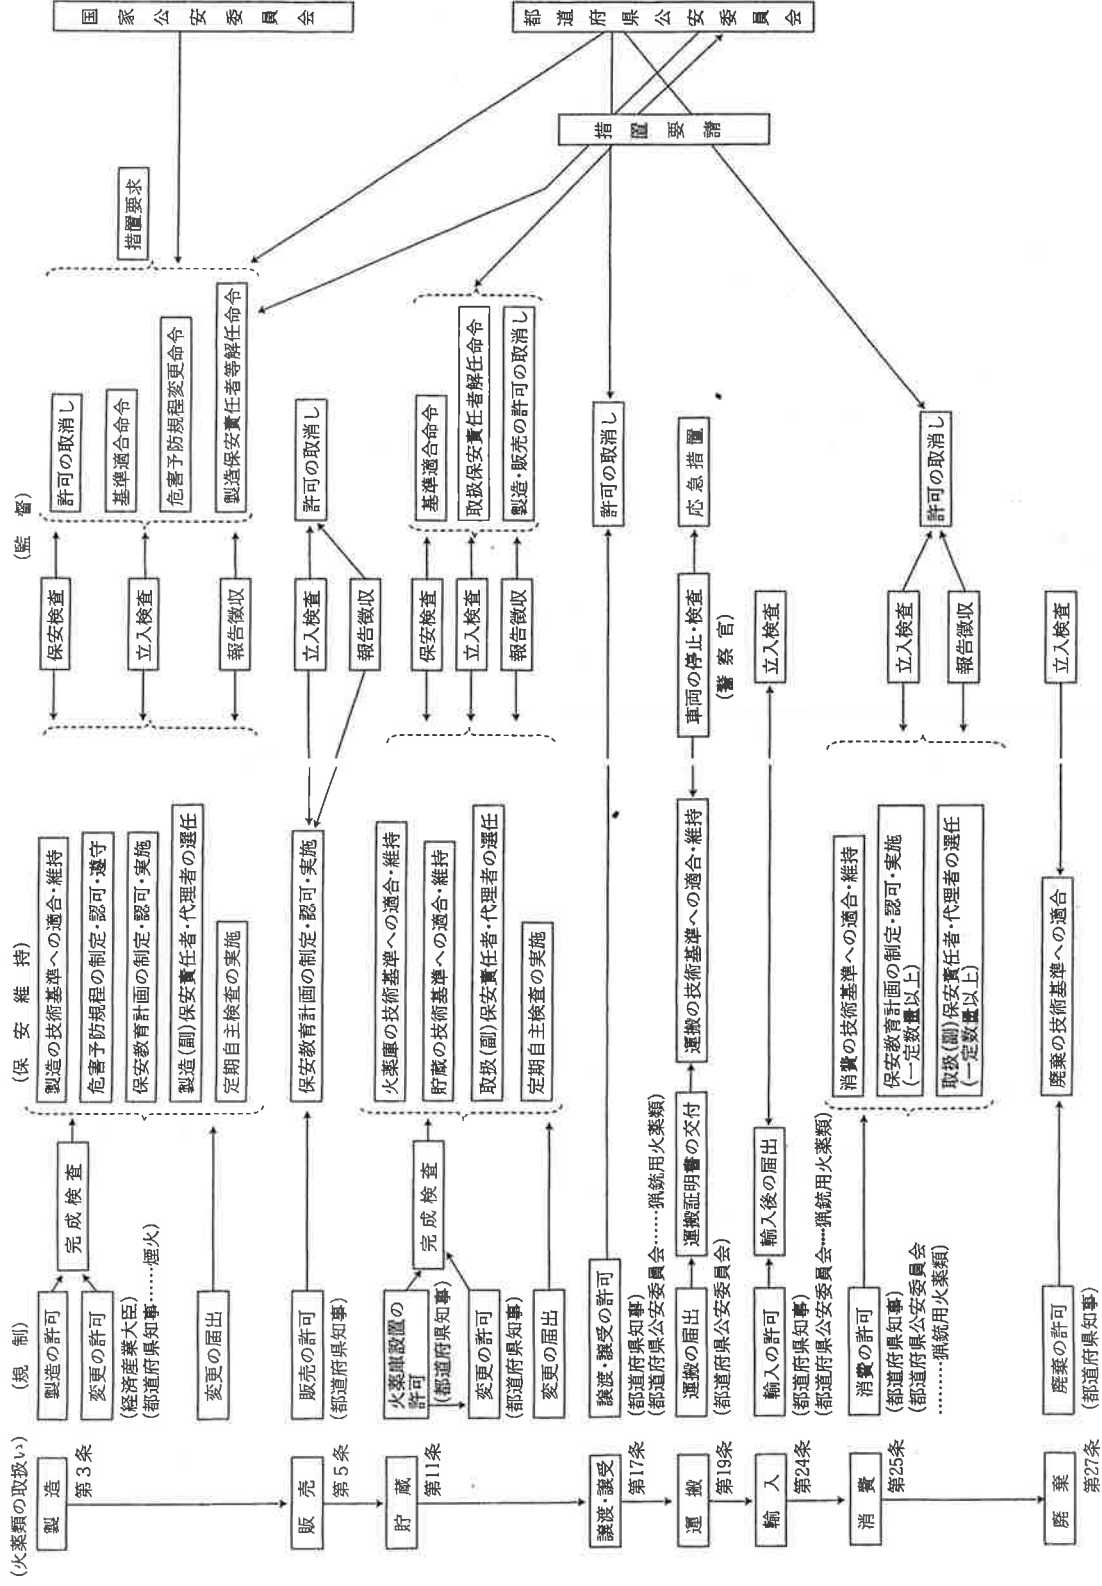 (火薬類の取扱い)
(規　制)
(保　安　維　持)
(監　督)
製　造
第３条
製造の許可
変更の許可
(経済産業大臣)
(都道府県知事……煙火)
変更の届出
完 成 検 査
製造の技術基準への適合・維持
危害予防規程の制定・認可・遵守
保安教育計画の制定・認可・実施
製造(副)保安責任者・代理者の選任
定期自主検査の実施
保安検査
立入検査
報告徴収
許可の取消し
基準適合命令
危害予防規程変更命令
製造保安責任者等解任命令
措置要求
国家公安委員会
販　売
第５条
販売の許可
(都道府県知事)
保安教育計画の制定・認可・実施
立入検査
報告徴収
許可の取消し
貯　蔵
第11条
火薬庫設置の
許可
(都道府県知事)
変更の許可
(都道府県知事)
変更の届出
完 成 検 査
火薬庫の技術基準への適合・維持
貯蔵の技術基準への適合・維持
取扱(副)保安責任者・代理者の選任
定期自主検査の実施
保安検査
立入検査
報告徴収
基準適合命令
取扱保安責任者解任命令
製造・販売の許可の取消し
都道府県公安委員会
措置要請
譲渡・譲受
第17条
譲渡・譲受の許可
(都道府県知事)
(都道府県公安委員会……猟銃用火薬類)
許可の取消し
運　搬
第19条
運搬の届出
(都道府県公安委員会)
運搬証明書の交付
運搬の技術基準への適合・維持
車両の停止・検査
(警 察 官)
応 急 措 置
輸　入
第24条
輸入の許可
(都道府県知事)
(都道府県公安委員会…猟銃用火薬類)
輸入後の届出
立入検査
消　費
第25条
消費の許可
(都道府県知事)
(都道府県公安委員会
………猟銃用火薬類)
消費の技術基準への適合・維持
保安教育計画の制定・認可・実施
(一定数量以上)
取扱(副)保安責任者・代理者の選任
(一定数量以上)
立入検査
報告徴収
許可の取消し
廃　棄
第27条
廃棄の許可
(都道府県知事)
廃棄の技術基準への適合
立入検査